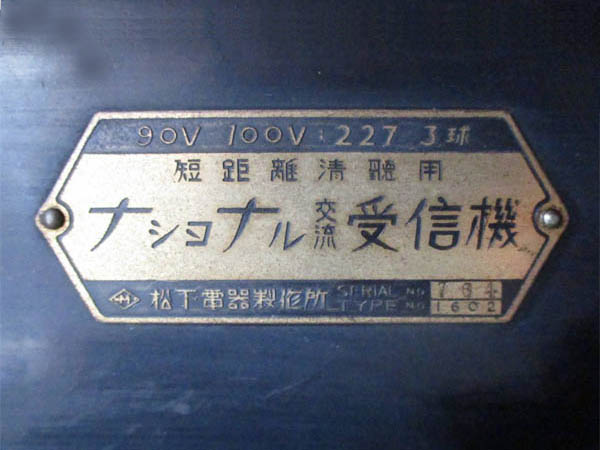 90V 100V : 227 3球
短距離清聴用
ナショナル交流受信機
松下電器製作所 SERIAL NO 764
TYPE NO 1602